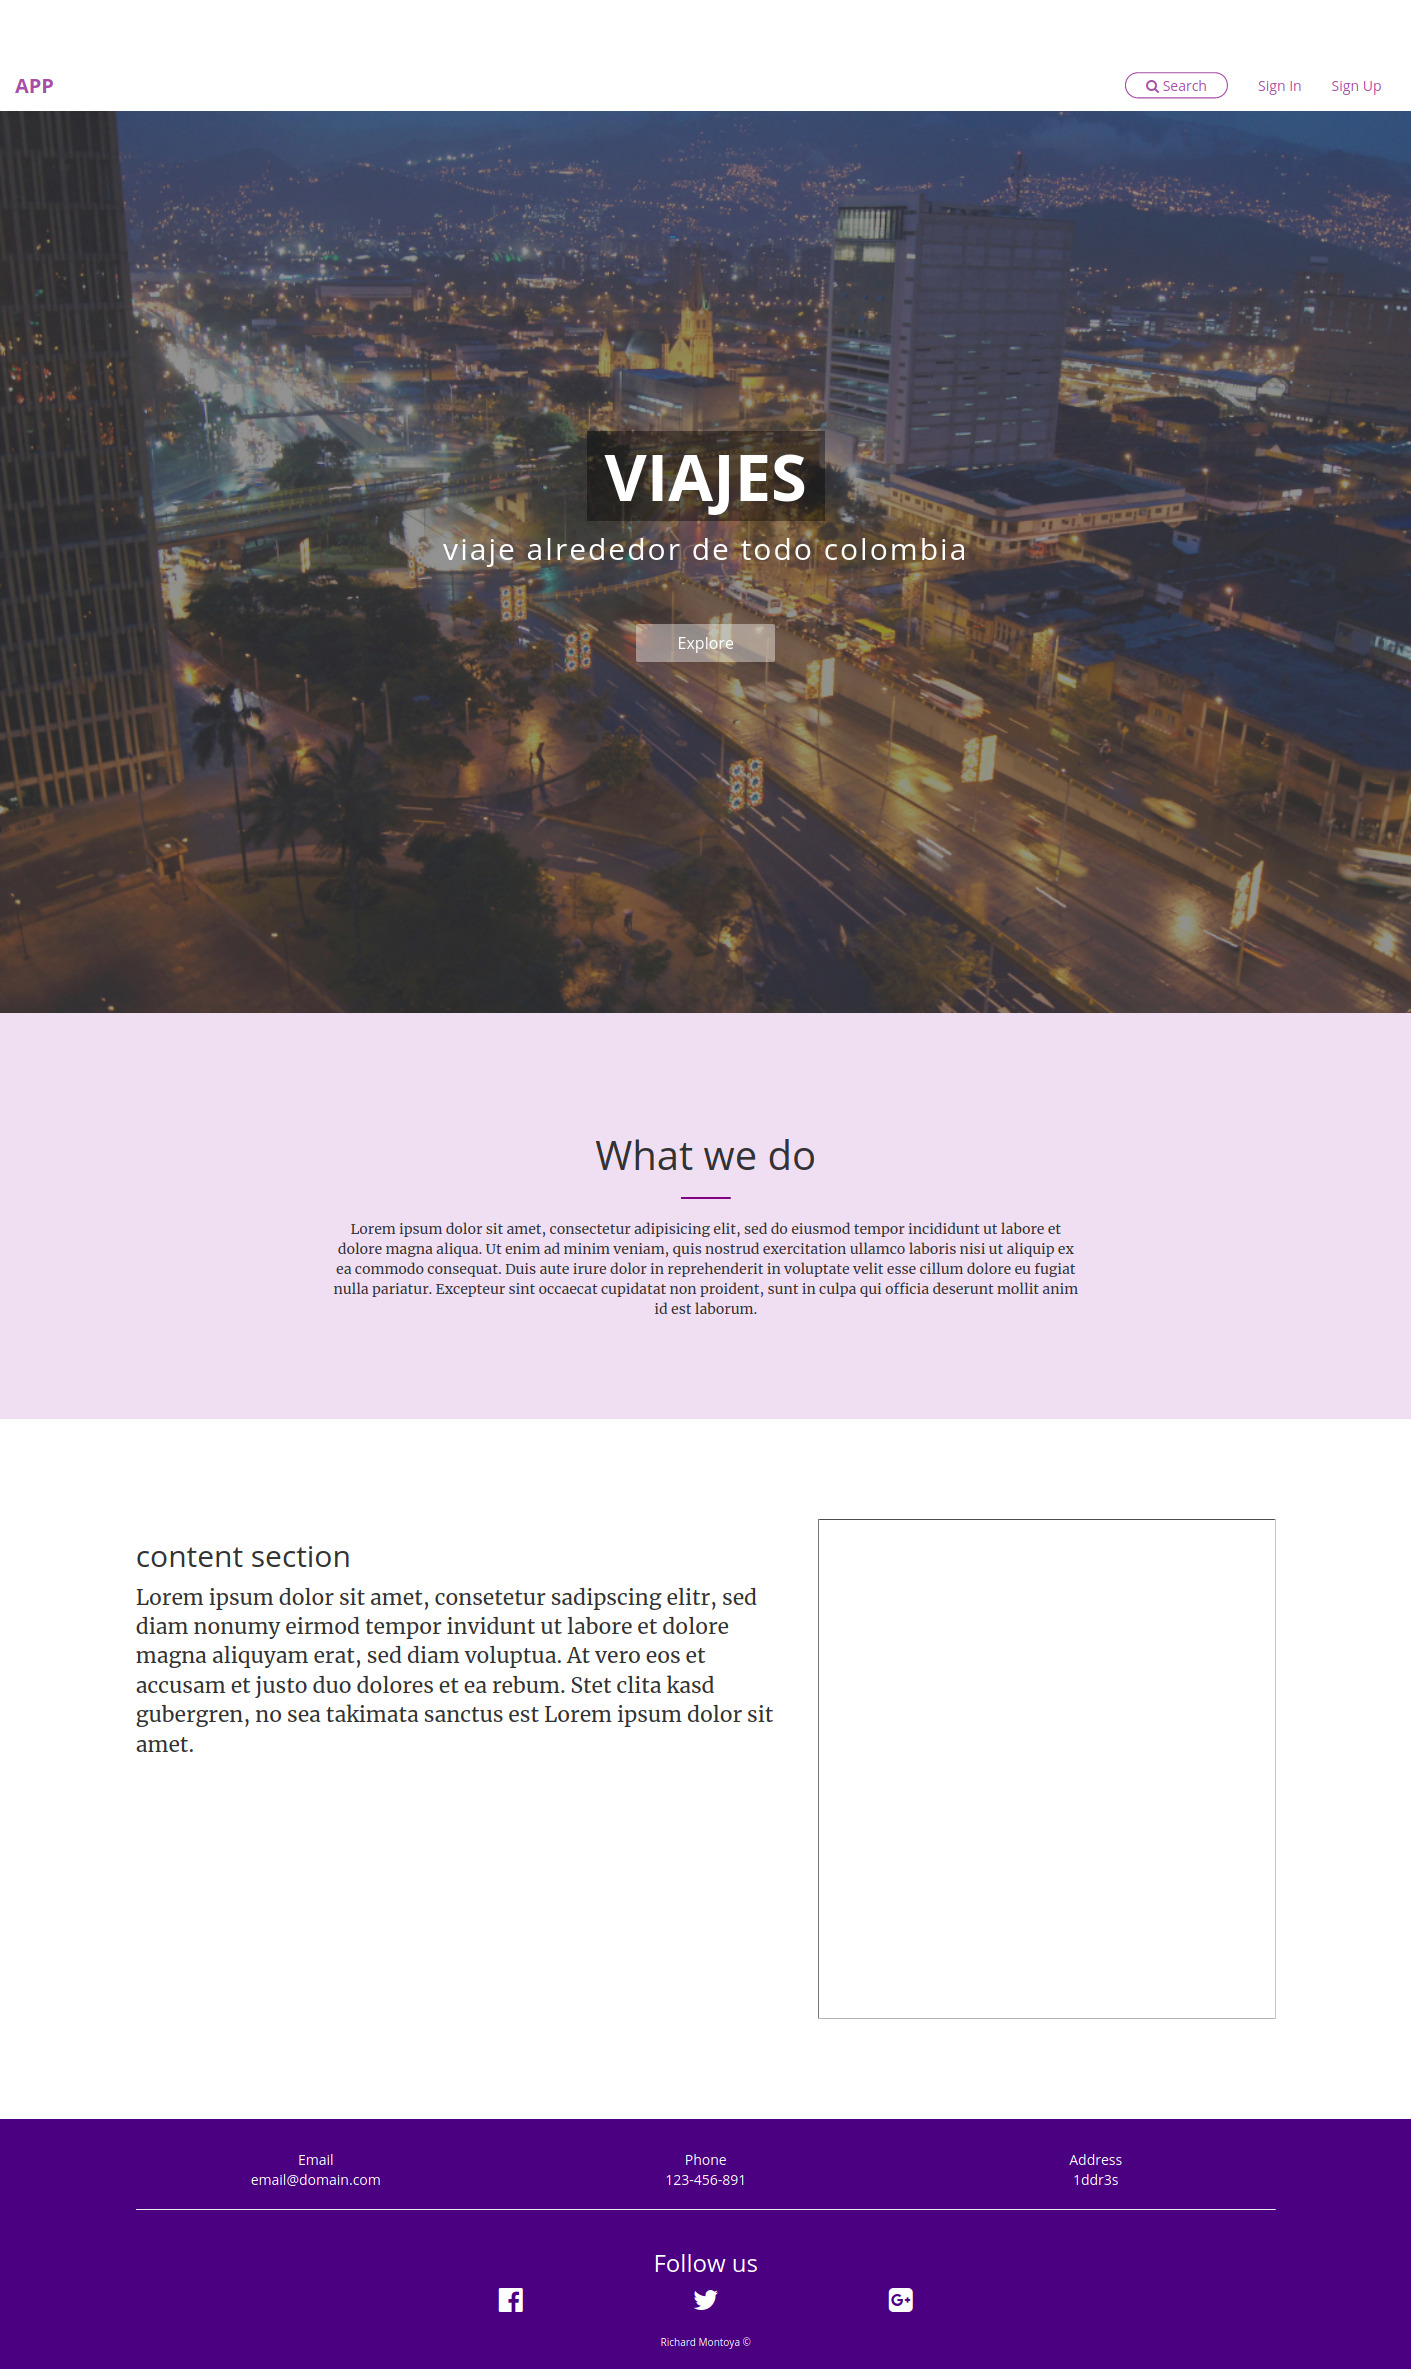 APP
Search
Sign In
Sign Up
VIAJES
viaje alrededor de todo colombia
Explore
What we do
Lorem ipsum dolor sit amet, consectetur adipisicing elit, sed do eiusmod tempor incididunt ut labore et
dolore magna aliqua. Ut enim ad minim veniam, quis nostrud exercitation ullamco laboris nisi ut aliquip ex
ea commodo consequat. Duis aute irure dolor in reprehenderit in voluptate velit esse cillum dolore eu fugiat
nulla pariatur. Excepteur sint occaecat cupidatat non proident, sunt in culpa qui officia deserunt mollit anim
id est laborum.
content section
Lorem ipsum dolor sit amet, consetetur sadipscing elitr, sed
diam nonumy eirmod tempor invidunt ut labore et dolore
magna aliquyam erat, sed diam voluptua. At vero eos et
accusam et justo duo dolores et ea rebum. Stet clita kasd
gubergren, no sea takimata sanctus est Lorem ipsum dolor sit
amet.
Email
email@domain.com
Phone
123-456-891
Address
1ddr3s
Follow us
Richard Montoya ©